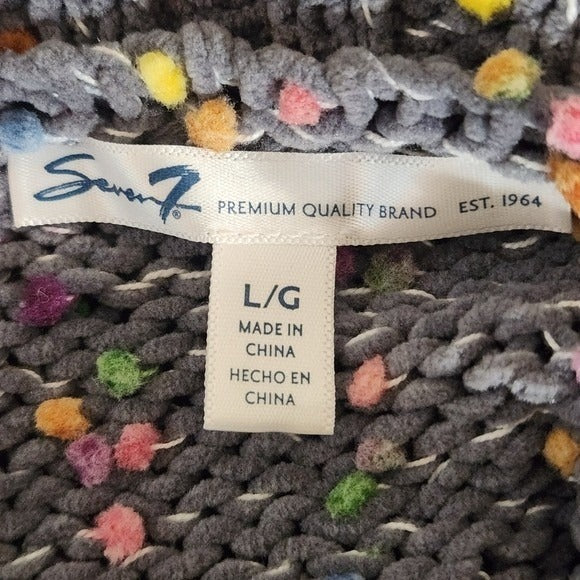 Seven7® PREMIUM QUALITY BRAND EST. 1964
L/G
MADE IN
CHINA
HECHO EN
CHINA